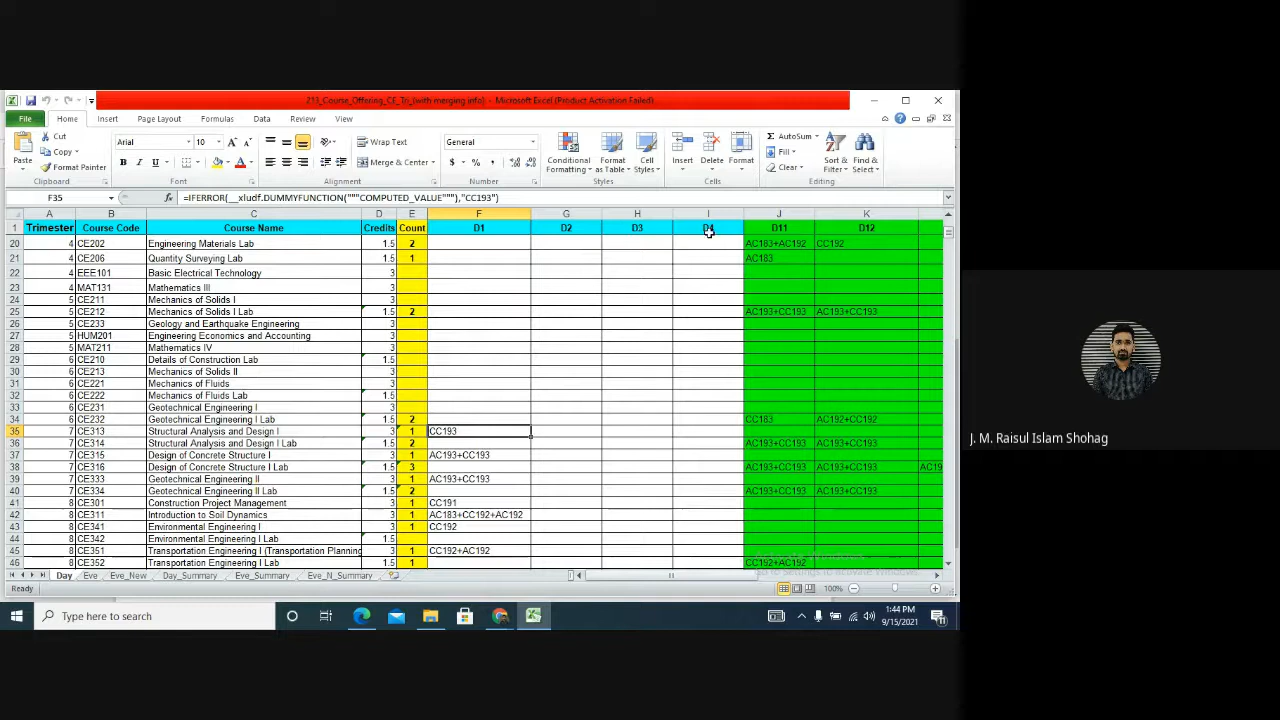 213_Course_Offering_CE_Tri_(with merging info) - Microsoft Excel (Product Activation Failed)
File Home Insert Page Layout Formulas Data Review View
Paste
Cut
Copy
Format Painter
Clipboard
Arial 10
B I U
Font
Wrap Text
Merge & Center
Alignment
General
$ % ,
Number
Conditional Formatting
Format as Table
Cell Styles
Styles
Insert Delete Format
Cells
AutoSum
Fill
Clear
Sort & Filter
Find & Select
Editing
F35 fx =IFERROR(__xludf.DUMMYFUNCTION("""COMPUTED_VALUE"""),"CC193")
A B C D E F G H I J K
1 Trimester Course Code Course Name Credits Count D1 D2 D3 D4 D11 D12
20 4 CE202 Engineering Materials Lab 1.5 2 AC183+AC192 CC192
21 4 CE206 Quantity Surveying Lab 1.5 1 AC183
22 4 EEE101 Basic Electrical Technology 3
23 4 MAT131 Mathematics III 3
24 5 CE211 Mechanics of Solids I 3
25 5 CE212 Mechanics of Solids I Lab 1.5 2 AC193+CC193 AC193+CC193
26 5 CE233 Geology and Earthquake Engineering 3
27 5 HUM201 Engineering Economics and Accounting 3
28 5 MAT211 Mathematics IV 3
29 6 CE210 Details of Construction Lab 1.5
30 6 CE213 Mechanics of Solids II 3
31 6 CE221 Mechanics of Fluids 3
32 6 CE222 Mechanics of Fluids Lab 1.5
33 6 CE231 Geotechnical Engineering I 3
34 6 CE232 Geotechnical Engineering I Lab 1.5 2 CC183 AC192+CC192
35 7 CE313 Structural Analysis and Design I 3 1 CC193
36 7 CE314 Structural Analysis and Design I Lab 1.5 2 AC193+CC193 AC193+CC193
37 7 CE315 Design of Concrete Structure I 3 1 AC193+CC193
38 7 CE316 Design of Concrete Structure I Lab 1.5 3 AC193+CC193 AC193+CC193 AC19
39 7 CE333 Geotechnical Engineering II 3 1 AC193+CC193
40 7 CE334 Geotechnical Engineering II Lab 1.5 2 AC193+CC193 AC193+CC193
41 8 CE301 Construction Project Management 3 1 CC191
42 8 CE311 Introduction to Soil Dynamics 3 1 AC183+CC192+AC192
43 8 CE341 Environmental Engineering I 3 1 CC192
44 8 CE342 Environmental Engineering I Lab 1.5
45 8 CE351 Transportation Engineering I (Transportation Planning 3 1 CC192+AC192
46 8 CE352 Transportation Engineering I Lab 1.5 1 CC192+AC192
Activate Windows
Go to Settings to activate Windows.
Day Eve Eve_New Day_Summary Eve_Summary Eve_N_Summary
Ready 100%
Type here to search
1:44 PM
9/15/2021
J. M. Raisul Islam Shohag